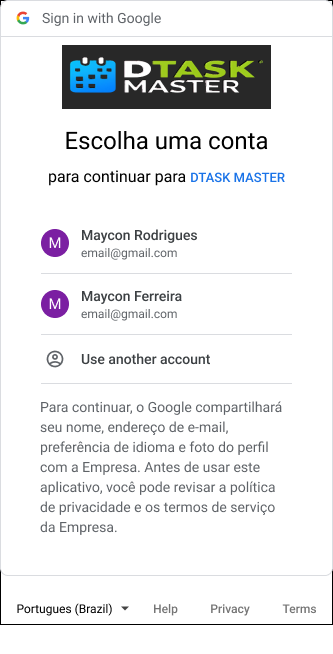 Sign in with Google
DTASK
MASTER
Escolha uma conta
para continuar para DTASK MASTER
M
Maycon Rodrigues
email@gmail.com
M
Maycon Ferreira
email@gmail.com
Use another account
Para continuar, o Google compartilhará
seu nome, endereço de e-mail,
preferência de idioma e foto do perfil
com a Empresa. Antes de usar este
aplicativo, você pode revisar a política
de privacidade e os termos de serviço
da Empresa.
Portugues (Brazil) Help Privacy Terms